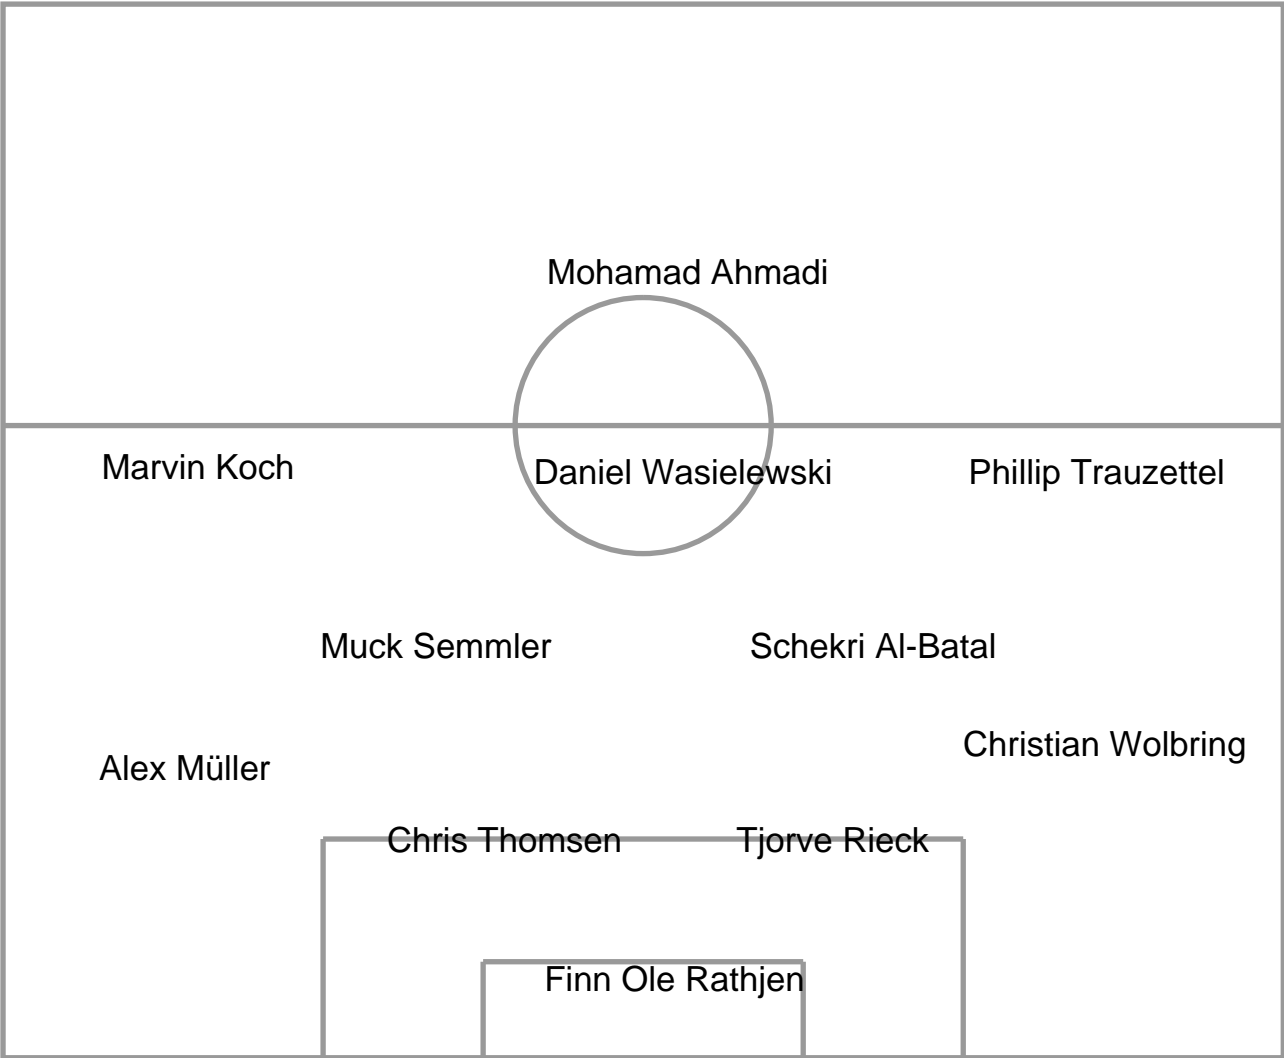 Mohamad Ahmadi
Marvin Koch
Daniel Wasielewski
Phillip Trauzettel
Muck Semmler
Schekri Al-Batal
Christian Wolbring
Alex Müller
Chris Thomsen
Tjorve Rieck
Finn Ole Rathjen